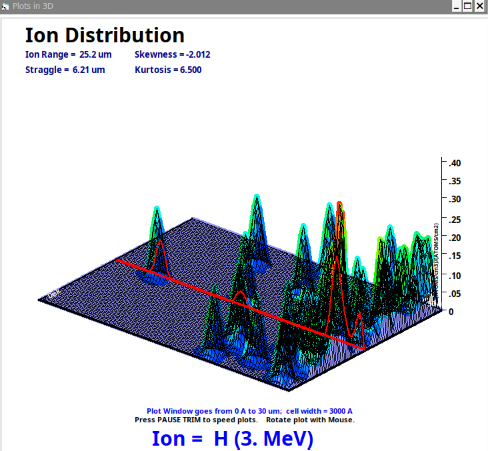 Plots in 3D
Ion Distribution
Ion Range = 25.2 um Skewness = -2.012
Straggle = 6.21 um Kurtosis = 6.500
.40
.35
.30
.25
.20
.15
.10
.05
0
Plot Window goes from 0 A to 30 um; cell width = 3000 A
Press PAUSE TRIM to speed plots. Rotate plot with Mouse.
Ion = H (3. MeV)